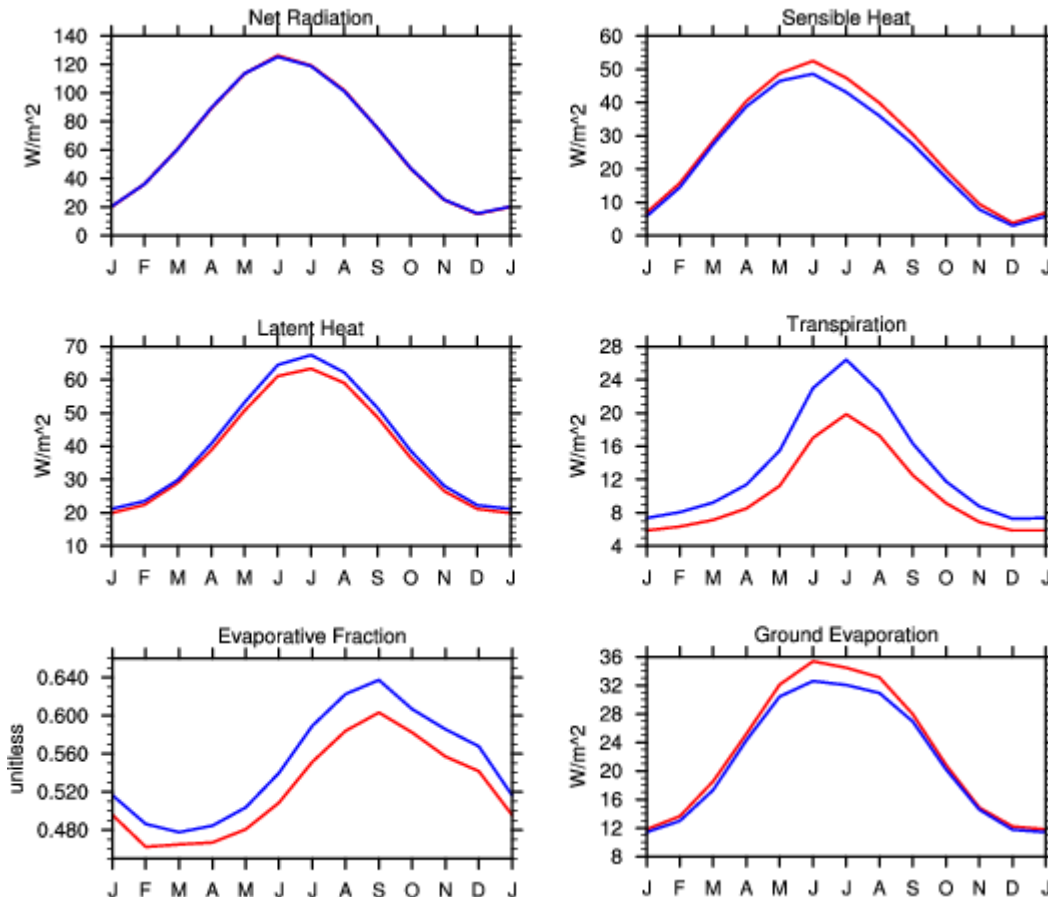 Net Radiation
W/m^2
140
120
100
80
60
40
20
0
J F M A M J J A S O N D J
Sensible Heat
W/m^2
60
50
40
30
20
10
0
J F M A M J J A S O N D J
Latent Heat
W/m^2
70
60
50
40
30
20
10
J F M A M J J A S O N D J
Transpiration
W/m^2
28
24
20
16
12
8
4
J F M A M J J A S O N D J
Evaporative Fraction
unitless
0.640
0.600
0.560
0.520
0.480
J F M A M J J A S O N D J
Ground Evaporation
W/m^2
36
32
28
24
20
16
12
8
J F M A M J J A S O N D J